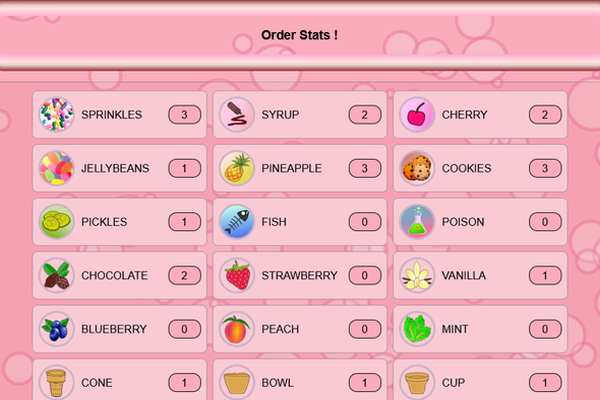 Order Stats !
SPRINKLES 3 SYRUP 2 CHERRY 2
JELLYBEANS 1 PINEAPPLE 3 COOKIES 3
PICKLES 1 FISH 0 POISON 0
CHOCOLATE 2 STRAWBERRY 0 VANILLA 1
BLUEBERRY 0 PEACH 0 MINT 0
CONE 1 BOWL 1 CUP 1